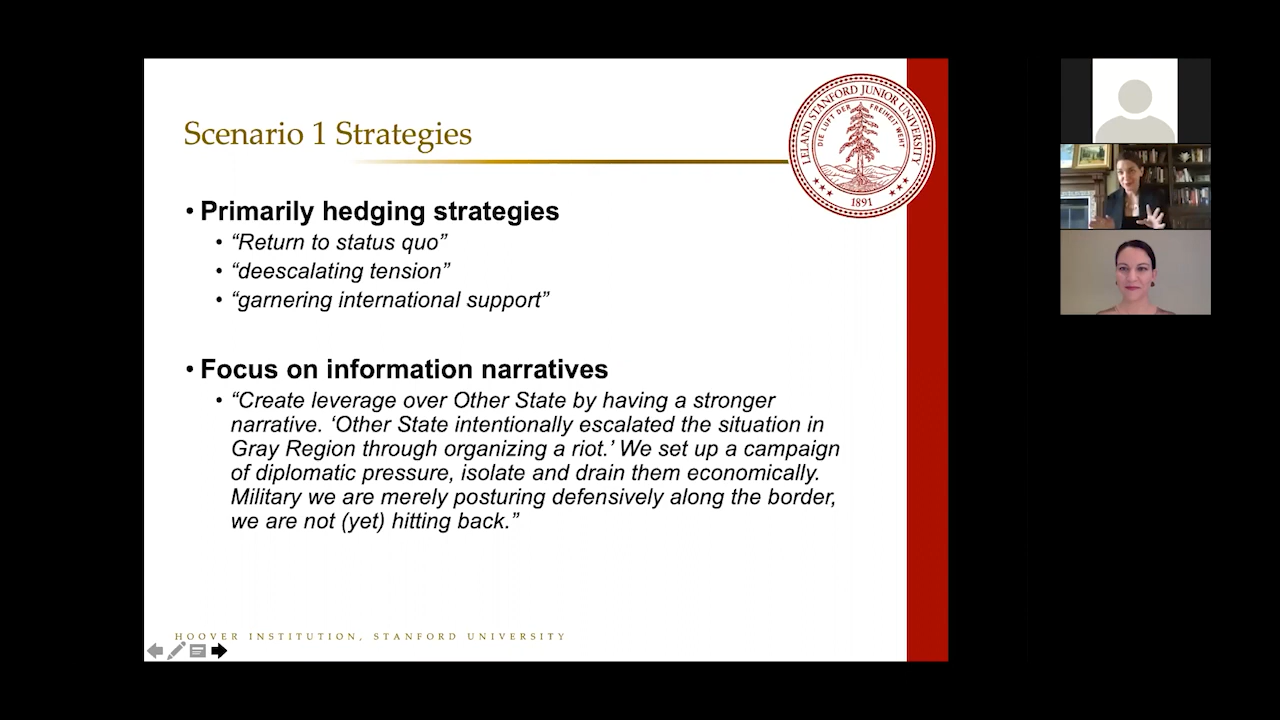 Scenario 1 Strategies
LELAND STANFORD JUNIOR UNIVERSITY
DIE LUFT DER FREIHEIT WEHT
1891
• Primarily hedging strategies
• “Return to status quo”
• “deescalating tension”
• “garnering international support”
• Focus on information narratives
• “Create leverage over Other State by having a stronger
narrative. ‘Other State intentionally escalated the situation in
Gray Region through organizing a riot.’ We set up a campaign
of diplomatic pressure, isolate and drain them economically.
Military we are merely posturing defensively along the border,
we are not (yet) hitting back.”
HOOVER INSTITUTION, STANFORD UNIVERSITY